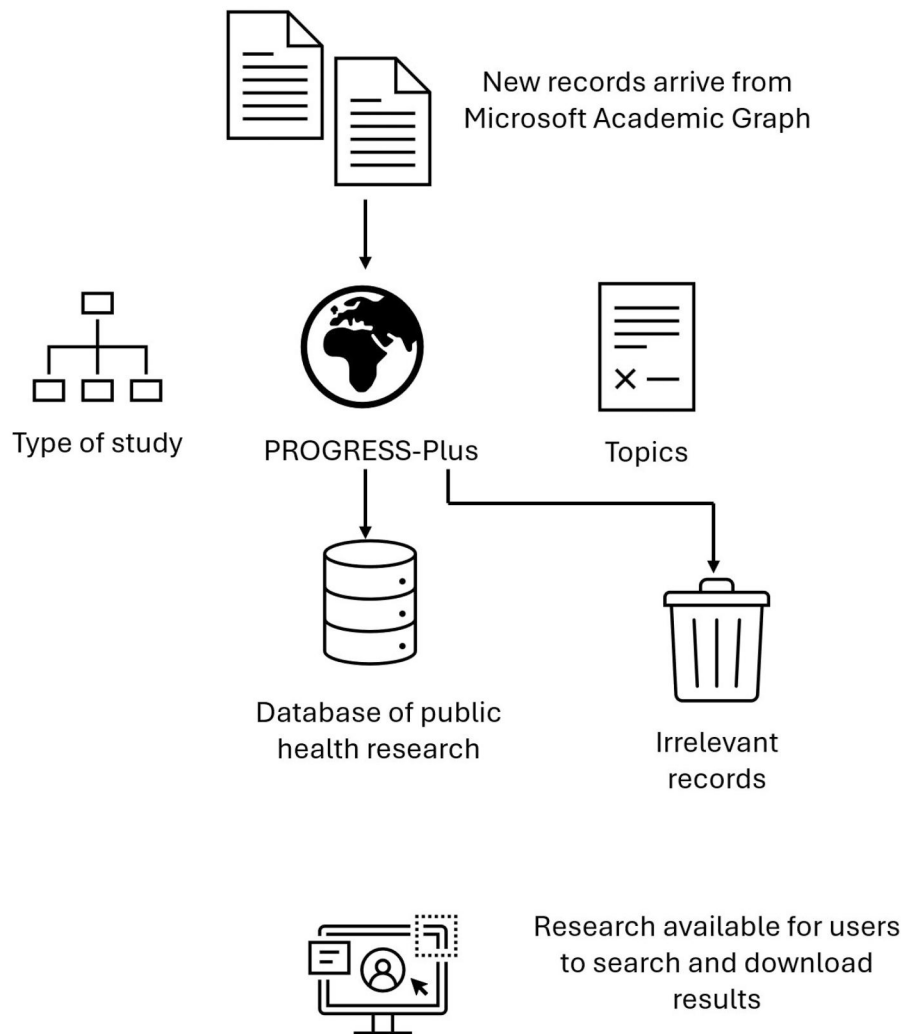 New records arrive from
Microsoft Academic Graph
Type of study
PROGRESS-Plus
Topics
Database of public
health research
Irrelevant
records
Research available for users
to search and download
results